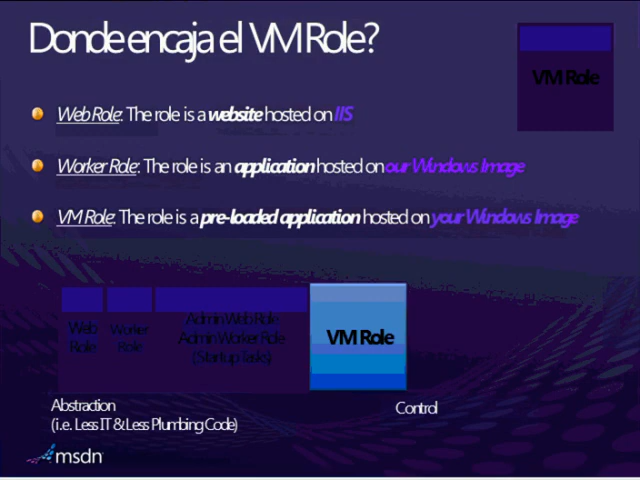 Donde encaja el VM Role?
VM Role
Web Role: The role is a website hosted on IIS
Worker Role: The role is an application hosted on our Windows Image
VM Role: The role is a pre-loaded application hosted on your Windows Image
Web
Role
Worker
Role
Admin Web Role
Admin Worker Role
(Startup Tasks)
VM Role
Abstraction
(i.e. Less IT & Less Plumbing Code)
Control
msdn